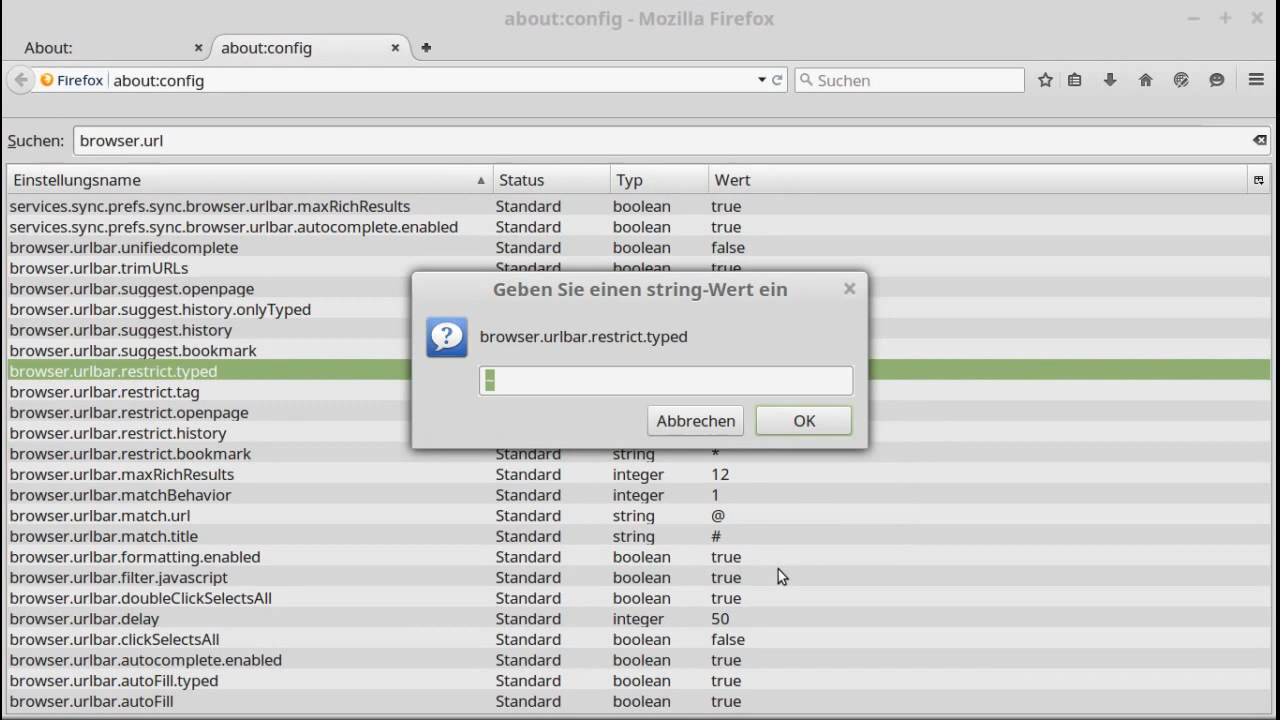 about:config - Mozilla Firefox
About:
about:config
Firefox about:config
Suchen
Suchen: browser.url
Einstellungsname Status Typ Wert
services.sync.prefs.sync.browser.urlbar.maxRichResults Standard boolean true
services.sync.prefs.sync.browser.urlbar.autocomplete.enabled Standard boolean true
browser.urlbar.unifiedcomplete Standard boolean false
browser.urlbar.trimURLs Standard boolean true
browser.urlbar.suggest.openpage
browser.urlbar.suggest.history.onlyTyped
browser.urlbar.suggest.history
browser.urlbar.suggest.bookmark
browser.urlbar.restrict.typed
browser.urlbar.restrict.tag
browser.urlbar.restrict.openpage
browser.urlbar.restrict.history
Geben Sie einen string-Wert ein
browser.urlbar.restrict.typed
~
Abbrechen OK
browser.urlbar.restrict.bookmark Standard string *
browser.urlbar.maxRichResults Standard integer 12
browser.urlbar.matchBehavior Standard integer 1
browser.urlbar.match.url Standard string @
browser.urlbar.match.title Standard string #
browser.urlbar.formatting.enabled Standard boolean true
browser.urlbar.filter.javascript Standard boolean true
browser.urlbar.doubleClickSelectsAll Standard boolean true
browser.urlbar.delay Standard integer 50
browser.urlbar.clickSelectsAll Standard boolean false
browser.urlbar.autocomplete.enabled Standard boolean true
browser.urlbar.autoFill.typed Standard boolean true
browser.urlbar.autoFill Standard boolean true